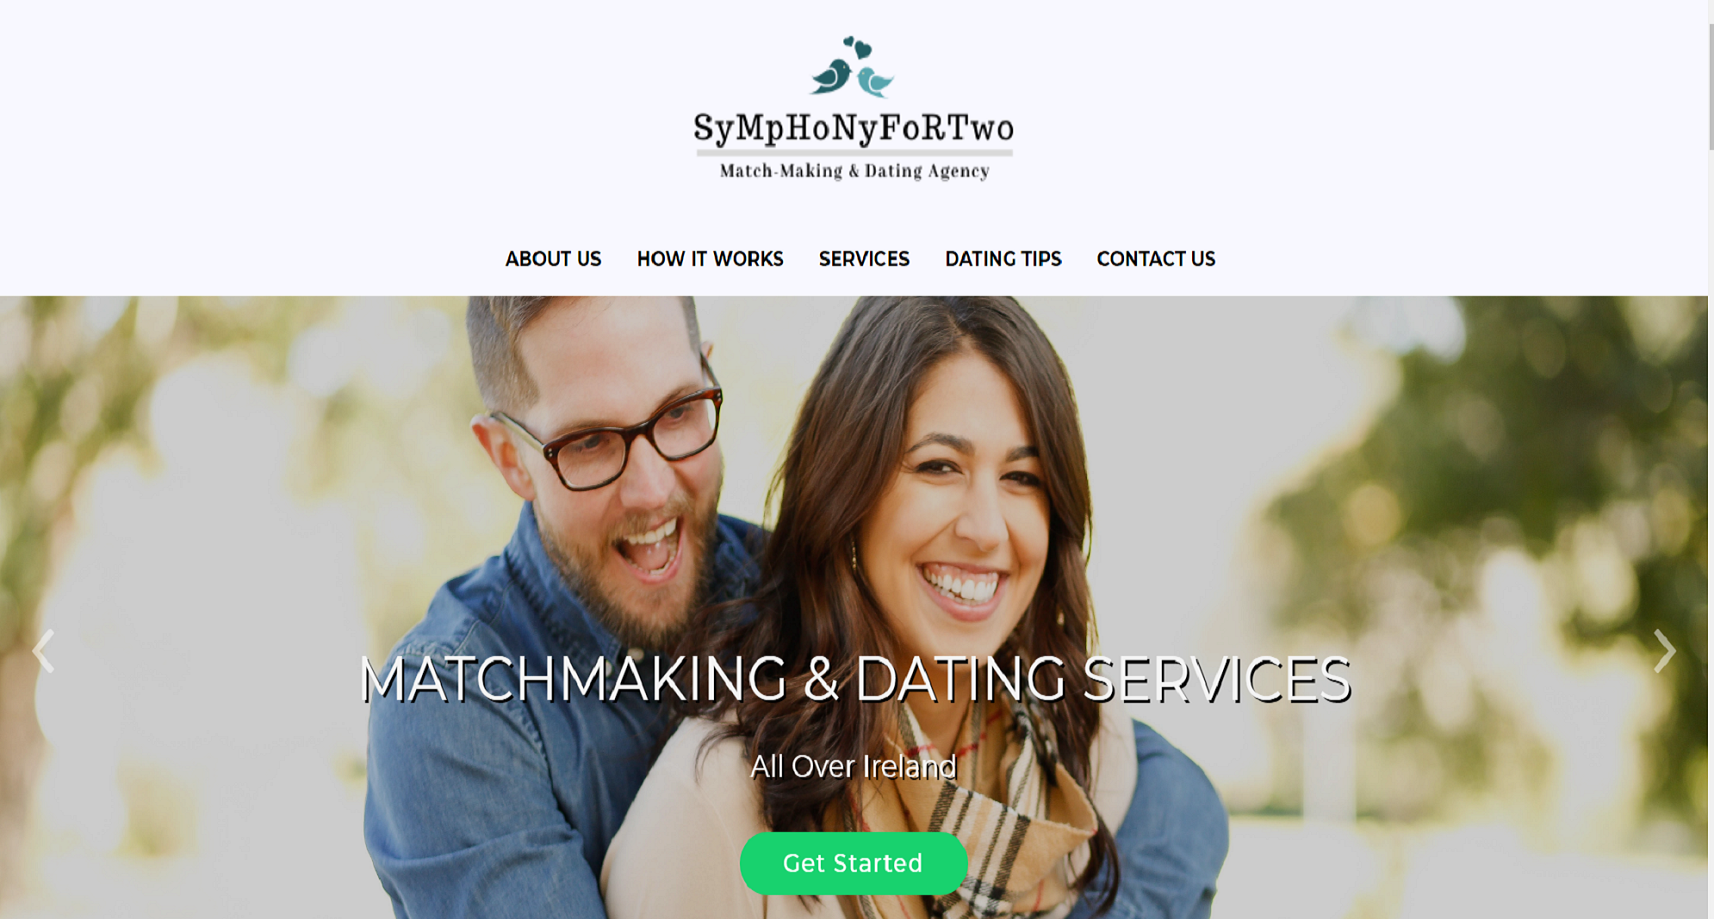 SyMpHoNyFoRTwo
Match-Making & Dating Agency
ABOUT US HOW IT WORKS SERVICES DATING TIPS CONTACT US
MATCHMAKING & DATING SERVICES
All Over Ireland
Get Started